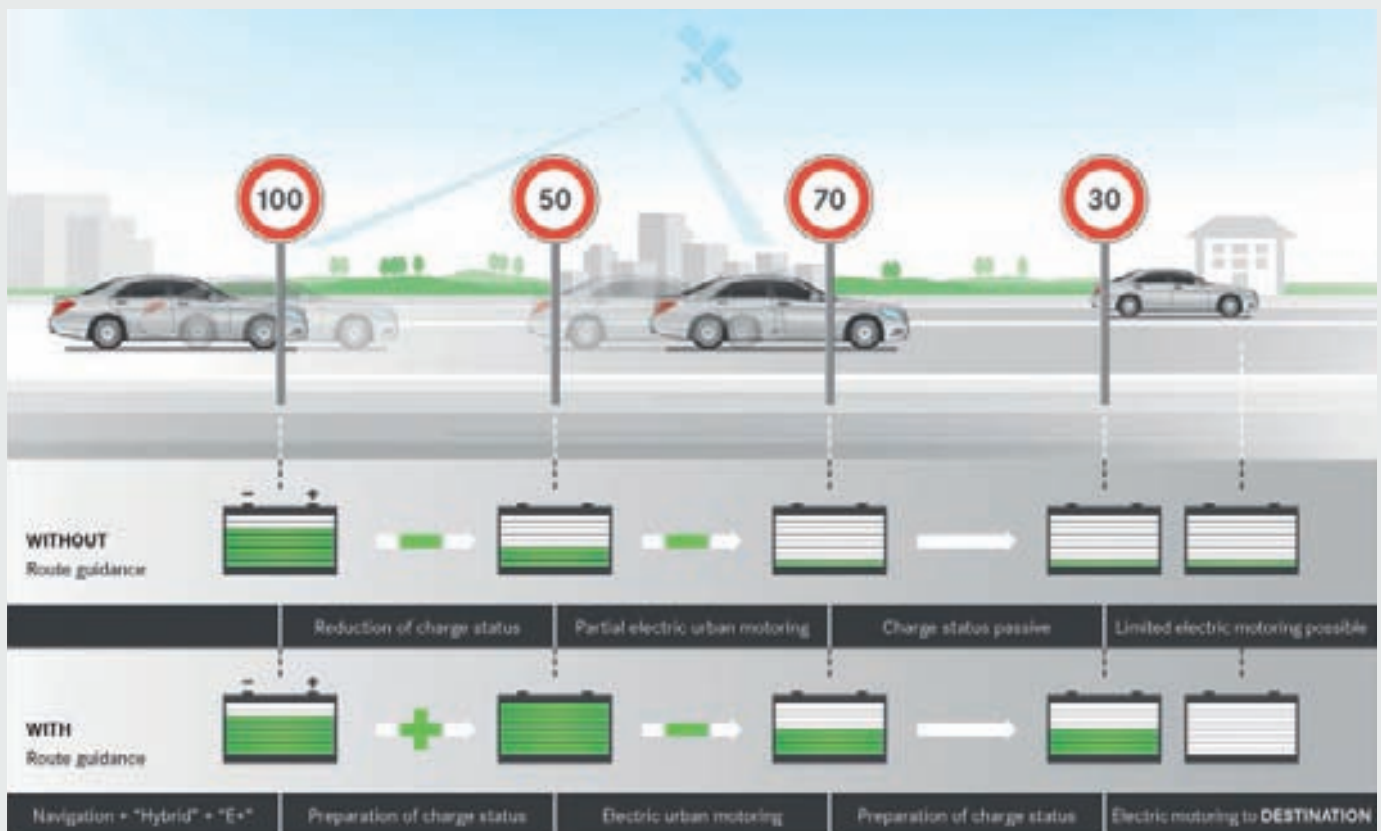 100
50
70
30
- +
WITHOUT
Route guidance
Reduction of charge status
Partial electric urban motoring
Charge status passive
Limited electric motoring possible
- +
WITH
Route guidance
Navigation + "Hybrid" + "E+"
Preparation of charge status
Electric urban motoring
Preparation of charge status
Electric motoring to DESTINATION